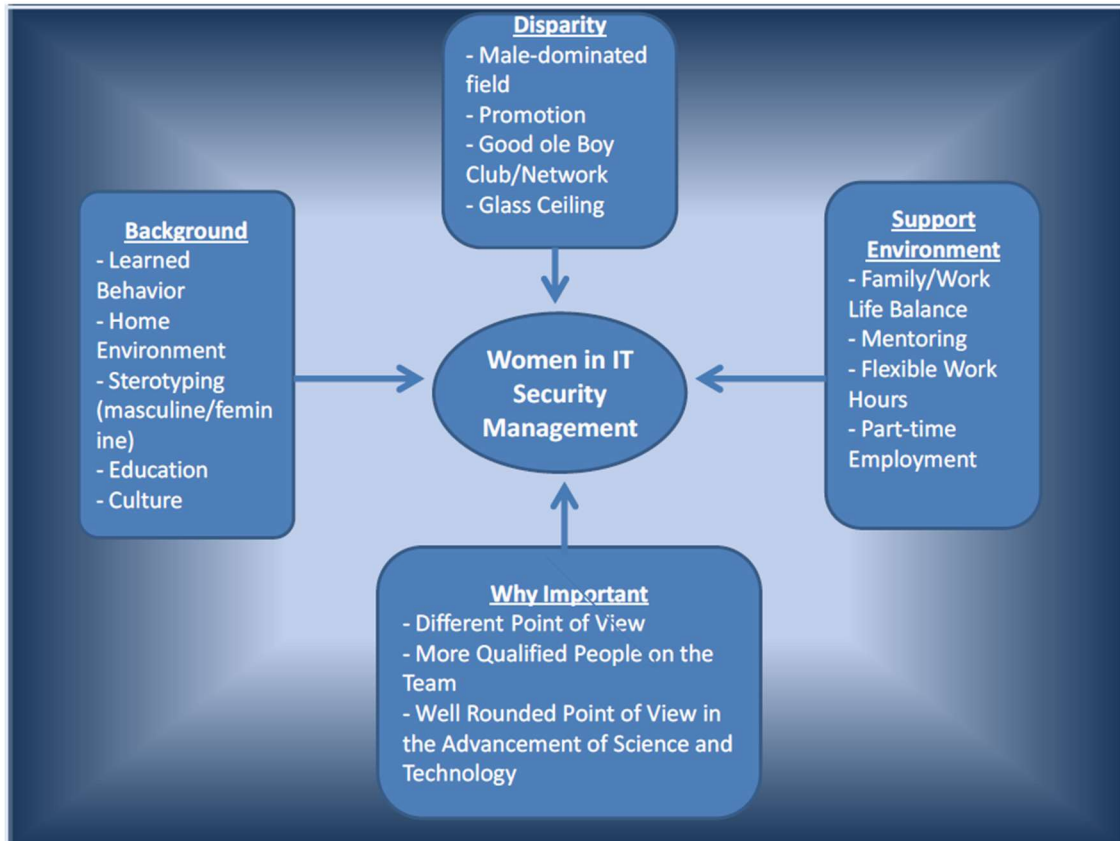 Disparity
- Male-dominated
field
- Promotion
- Good ole Boy
Club/Network
- Glass Ceiling
Background
- Learned
Behavior
- Home
Environment
- Sterotyping
(masculine/femin
ine)
- Education
- Culture
Women in IT
Security
Management
Support
Environment
- Family/Work
Life Balance
- Mentoring
- Flexible Work
Hours
- Part-time
Employment
Why Important
- Different Point of View
- More Qualified People on the
Team
- Well Rounded Point of View in
the Advancement of Science and
Technology